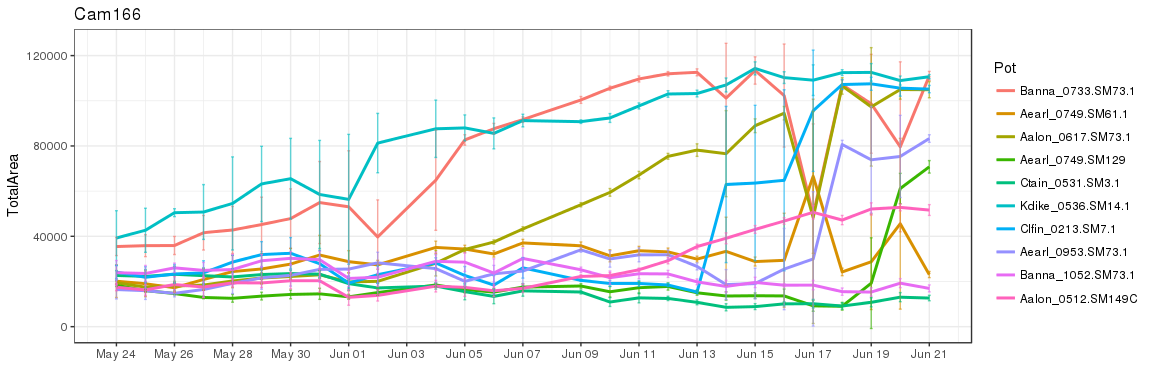 Cam166
TotalArea
120000
80000
40000
0
May 24 May 26 May 28 May 30 Jun 01 Jun 03 Jun 05 Jun 07 Jun 09 Jun 11 Jun 13 Jun 15 Jun 17 Jun 19 Jun 21
Pot
Banna_0733.SM73.1
Aearl_0749.SM61.1
Aalon_0617.SM73.1
Aearl_0749.SM129
Ctain_0531.SM3.1
Kdike_0536.SM14.1
Clfin_0213.SM7.1
Aearl_0953.SM73.1
Banna_1052.SM73.1
Aalon_0512.SM149C